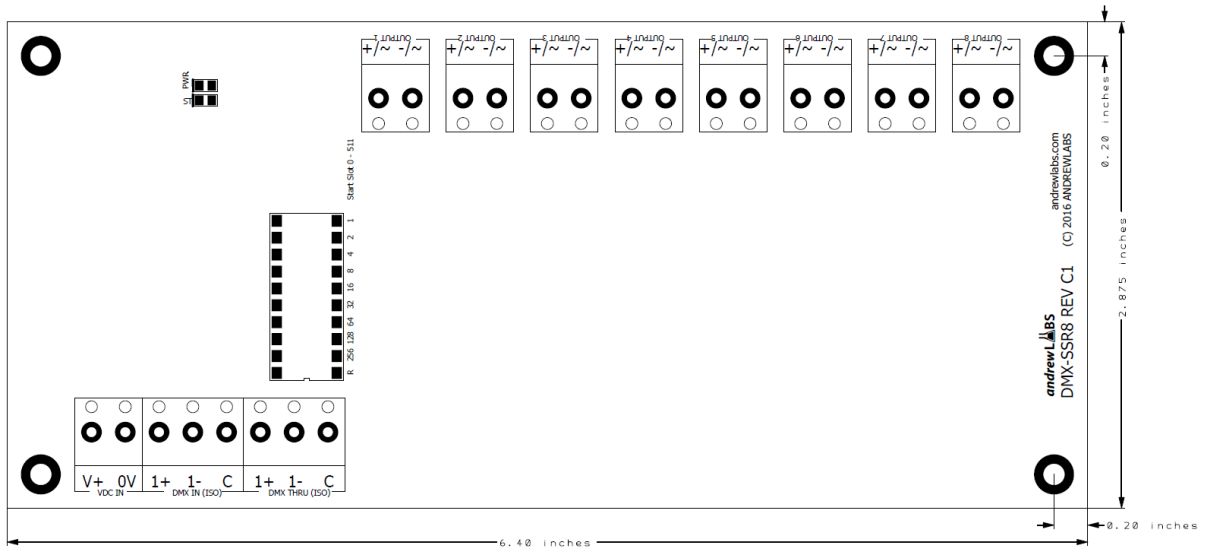 OUTPUT 1
+/~ -/~
OUTPUT 2
+/~ -/~
OUTPUT 3
+/~ -/~
OUTPUT 4
+/~ -/~
OUTPUT 5
+/~ -/~
OUTPUT 6
+/~ -/~
OUTPUT 7
+/~ -/~
OUTPUT 8
+/~ -/~
PWR
ST
0.20 inches
Start Slot 0 - 511
1
2
4
8
16
32
64
128
256
R
andrewlabs.com
(C) 2016 ANDREWLABS
andrewLABS
DMX-SSR8 REV C1
2.875 inches
V+ 0V
VDC IN
1+ 1- C
DMX IN (ISO)
1+ 1- C
DMX THRU (ISO)
0.20 inches
6.40 inches